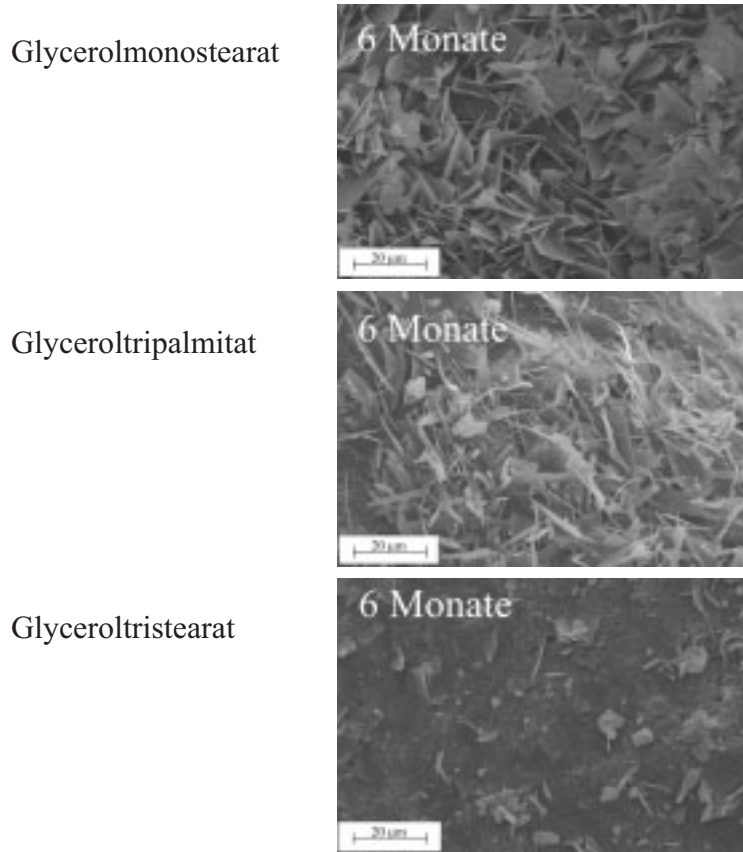 Glycerolmonostearat
6 Monate
20 µm
Glyceroltripalmitat
6 Monate
20 µm
Glyceroltristearat
6 Monate
20 µm